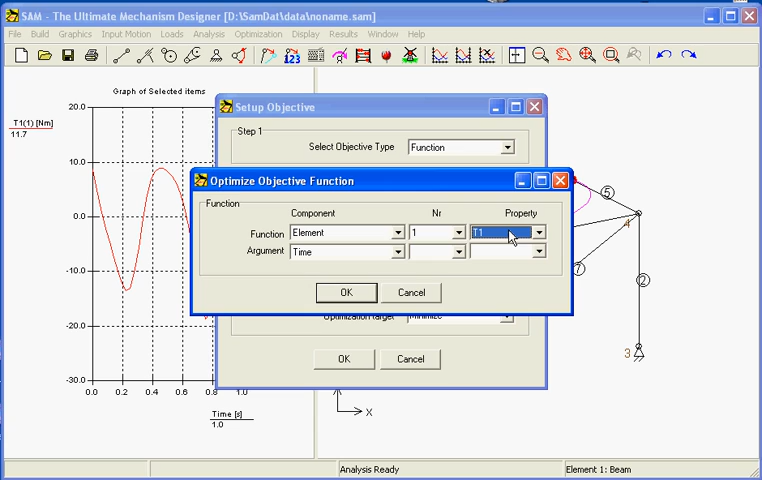 SAM - The Ultimate Mechanism Designer [D:\SamDat\data\noname.sam]
File Build Graphics Input Motion Loads Analysis Optimization Display Results Window Help
123
Graph of Selected items
T1(1) [Nm]
11.7
20.0
10.0
0.0
-10.0
-20.0
-30.0
0.0 0.2 0.4 0.6 0.8 1.0
Time [s]
1.0
Setup Objective
Step 1
Select Objective Type Function
Optimize Objective Function
Function
Component Nr Property
Function Element 1 T1
Argument Time
OK Cancel
Optimization target Minimize
OK Cancel
X
5
4
7
2
3
Analysis Ready Element 1: Beam